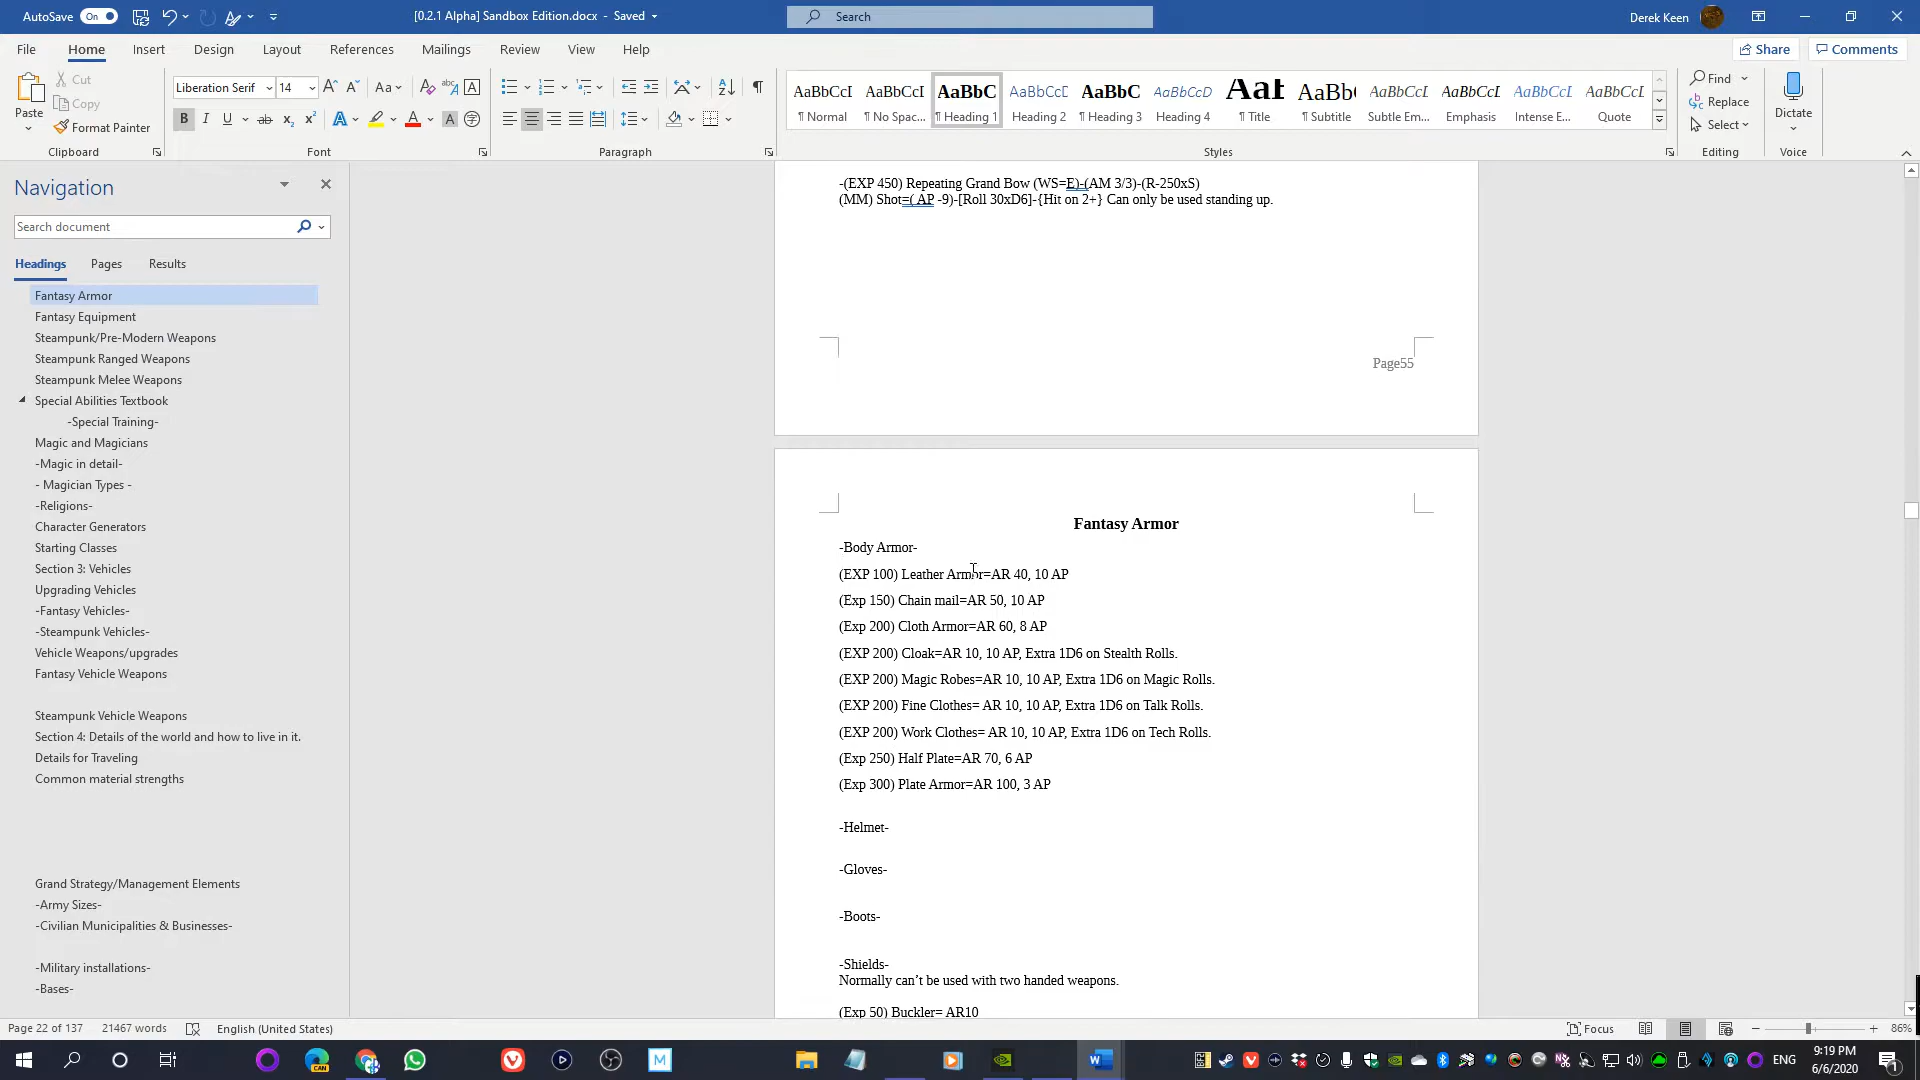 AutoSave On [0.2.1 Alpha] Sandbox Edition.docx - Saved Search Derek Keen
File Home Insert Design Layout References Mailings Review View Help Share Comments
Paste Cut Copy Format Painter
Liberation Serif 14
AaBbCcI AaBbCcI AaBbC AaBbCcC AaBbC AaBbCcD AaB AaBbC AaBbCcI AaBbCcI AaBbCcI AaBbCcI
¶ Normal ¶ No Spac... ¶ Heading 1 Heading 2 ¶ Heading 3 Heading 4 ¶ Title ¶ Subtitle Subtle Em... Emphasis Intense E... Quote
Find Replace Select Dictate
Clipboard Font Paragraph Styles Editing Voice
Navigation
Search document
Headings Pages Results
Fantasy Armor
Fantasy Equipment
Steampunk/Pre-Modern Weapons
Steampunk Ranged Weapons
Steampunk Melee Weapons
Special Abilities Textbook
-Special Training-
Magic and Magicians
-Magic in detail-
- Magician Types -
-Religions-
Character Generators
Starting Classes
Section 3: Vehicles
Upgrading Vehicles
-Fantasy Vehicles-
-Steampunk Vehicles-
Vehicle Weapons/upgrades
Fantasy Vehicle Weapons
Steampunk Vehicle Weapons
Section 4: Details of the world and how to live in it.
Details for Traveling
Common material strengths
Grand Strategy/Management Elements
-Army Sizes-
-Civilian Municipalities & Businesses-
-Military installations-
-Bases-
-(EXP 450) Repeating Grand Bow (WS=E)-(AM 3/3)-(R-250xS)
(MM) Shot=( AP -9)-[Roll 30xD6]-{Hit on 2+} Can only be used standing up.
Page55
Fantasy Armor
-Body Armor-
(EXP 100) Leather Armor=AR 40, 10 AP
(Exp 150) Chain mail=AR 50, 10 AP
(Exp 200) Cloth Armor=AR 60, 8 AP
(EXP 200) Cloak=AR 10, 10 AP, Extra 1D6 on Stealth Rolls.
(EXP 200) Magic Robes=AR 10, 10 AP, Extra 1D6 on Magic Rolls.
(EXP 200) Fine Clothes= AR 10, 10 AP, Extra 1D6 on Talk Rolls.
(EXP 200) Work Clothes= AR 10, 10 AP, Extra 1D6 on Tech Rolls.
(Exp 250) Half Plate=AR 70, 6 AP
(Exp 300) Plate Armor=AR 100, 3 AP
-Helmet-
-Gloves-
-Boots-
-Shields-
Normally can’t be used with two handed weapons.
(Exp 50) Buckler= AR10
Page 22 of 137 21467 words English (United States) Focus 86%
ENG 9:19 PM
6/6/2020